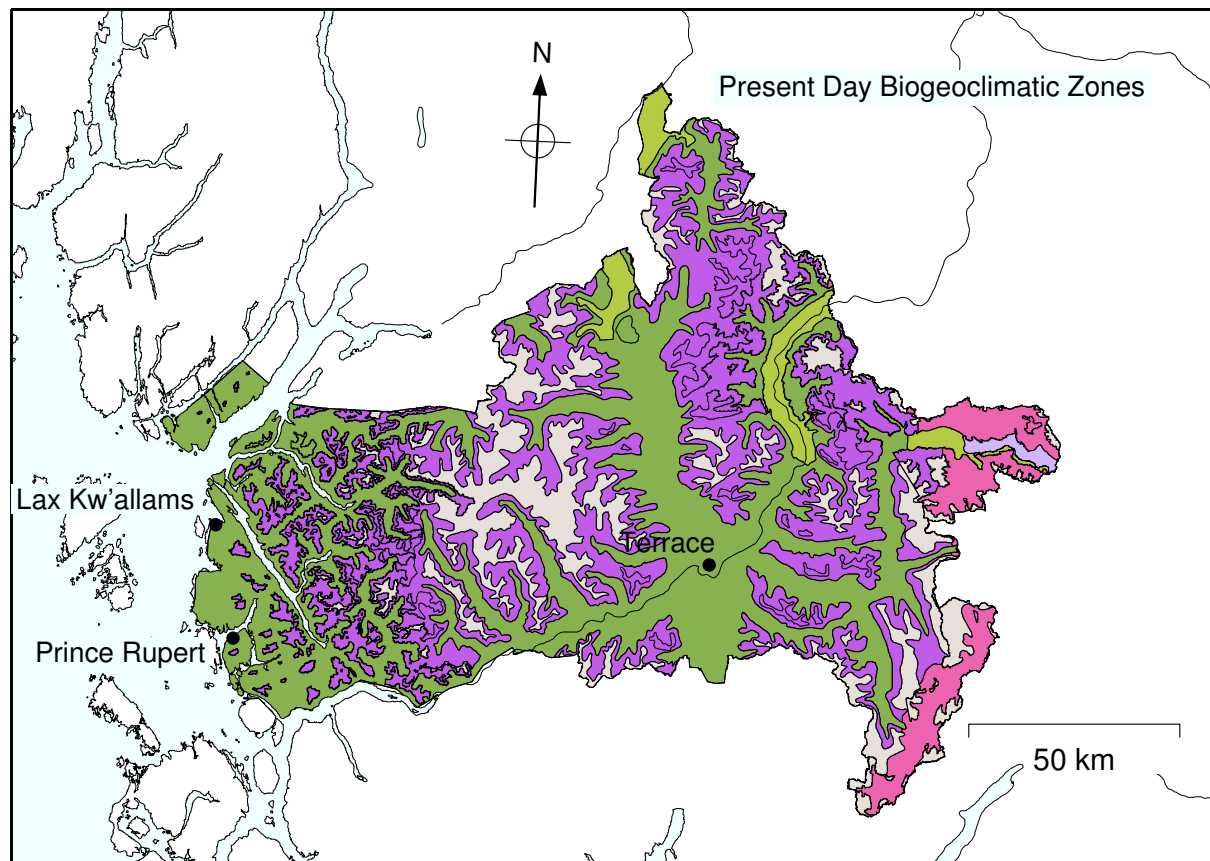 N
Present Day Biogeoclimatic Zones
Lax Kw'allams
Terrace
Prince Rupert
50 km